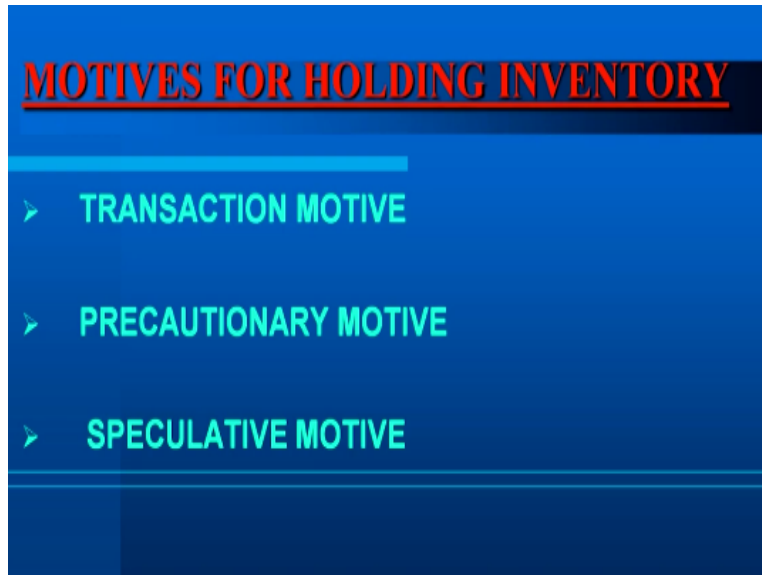 MOTIVES FOR HOLDING INVENTORY
➢ TRANSACTION MOTIVE
➢ PRECAUTIONARY MOTIVE
➢ SPECULATIVE MOTIVE